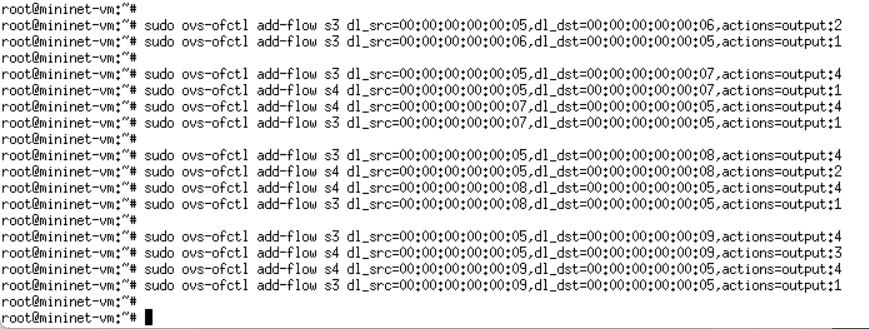 root@mininet-vm:~#
root@mininet-vm:~# sudo ovs-ofctl add-flow s3 dl_src=00:00:00:00:00:05,dl_dst=00:00:00:00:00:06,actions=output:2
root@mininet-vm:~# sudo ovs-ofctl add-flow s3 dl_src=00:00:00:00:00:06,dl_dst=00:00:00:00:00:05,actions=output:1
root@mininet-vm:~#
root@mininet-vm:~# sudo ovs-ofctl add-flow s3 dl_src=00:00:00:00:00:05,dl_dst=00:00:00:00:00:07,actions=output:4
root@mininet-vm:~# sudo ovs-ofctl add-flow s4 dl_src=00:00:00:00:00:05,dl_dst=00:00:00:00:00:07,actions=output:1
root@mininet-vm:~# sudo ovs-ofctl add-flow s4 dl_src=00:00:00:00:00:07,dl_dst=00:00:00:00:00:05,actions=output:4
root@mininet-vm:~# sudo ovs-ofctl add-flow s3 dl_src=00:00:00:00:00:07,dl_dst=00:00:00:00:00:05,actions=output:1
root@mininet-vm:~#
root@mininet-vm:~# sudo ovs-ofctl add-flow s3 dl_src=00:00:00:00:00:05,dl_dst=00:00:00:00:00:08,actions=output:4
root@mininet-vm:~# sudo ovs-ofctl add-flow s4 dl_src=00:00:00:00:00:05,dl_dst=00:00:00:00:00:08,actions=output:2
root@mininet-vm:~# sudo ovs-ofctl add-flow s4 dl_src=00:00:00:00:00:08,dl_dst=00:00:00:00:00:05,actions=output:4
root@mininet-vm:~# sudo ovs-ofctl add-flow s3 dl_src=00:00:00:00:00:08,dl_dst=00:00:00:00:00:05,actions=output:1
root@mininet-vm:~#
root@mininet-vm:~# sudo ovs-ofctl add-flow s3 dl_src=00:00:00:00:00:05,dl_dst=00:00:00:00:00:09,actions=output:4
root@mininet-vm:~# sudo ovs-ofctl add-flow s4 dl_src=00:00:00:00:00:05,dl_dst=00:00:00:00:00:09,actions=output:3
root@mininet-vm:~# sudo ovs-ofctl add-flow s4 dl_src=00:00:00:00:00:09,dl_dst=00:00:00:00:00:05,actions=output:4
root@mininet-vm:~# sudo ovs-ofctl add-flow s3 dl_src=00:00:00:00:00:09,dl_dst=00:00:00:00:00:05,actions=output:1
root@mininet-vm:~#
root@mininet-vm:~#